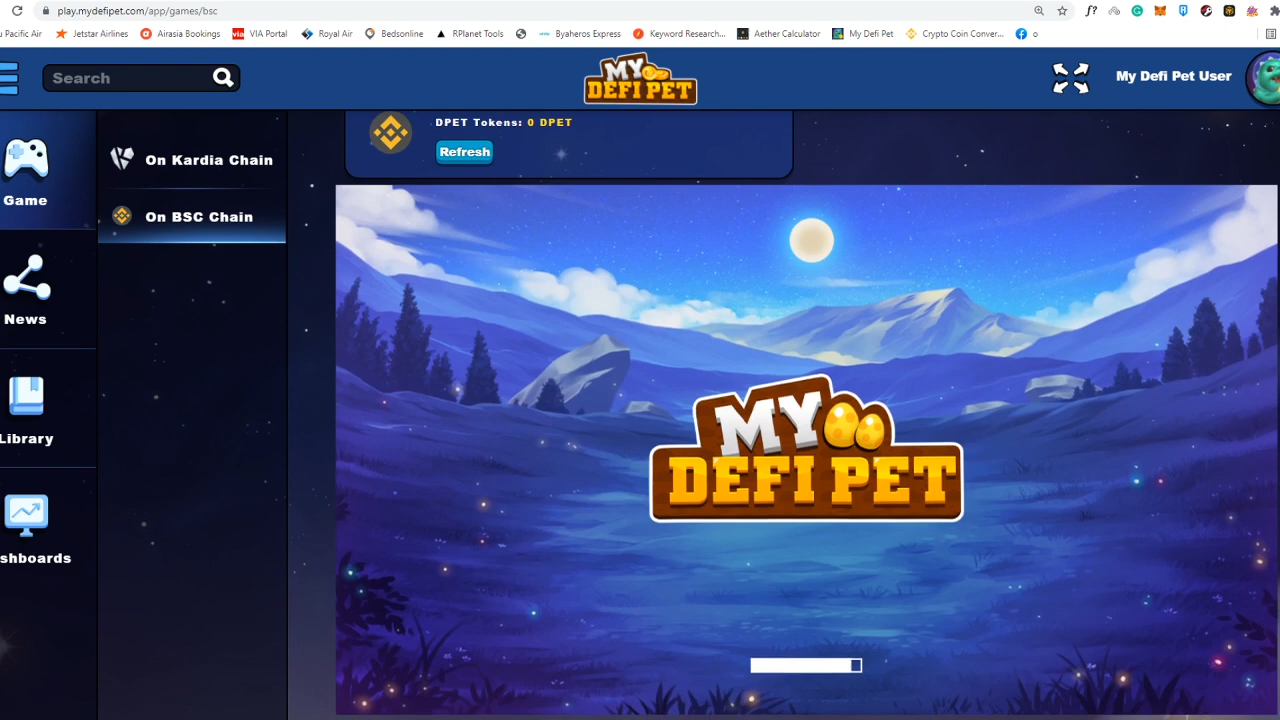 play.mydefipet.com/app/games/bsc
f?
Pacific Air
Jetstar Airlines
Airasia Bookings
via
VIA Portal
Royal Air
Bedsonline
RPlanet Tools
Byaheros Express
Keyword Research...
Aether Calculator
My Defi Pet
Crypto Coin Conver...
o
Search
MY
DEFI PET
My Defi Pet User
DPET Tokens: 0 DPET
Refresh
On Kardia Chain
On BSC Chain
Game
News
Library
shboards
MY
DEFI PET